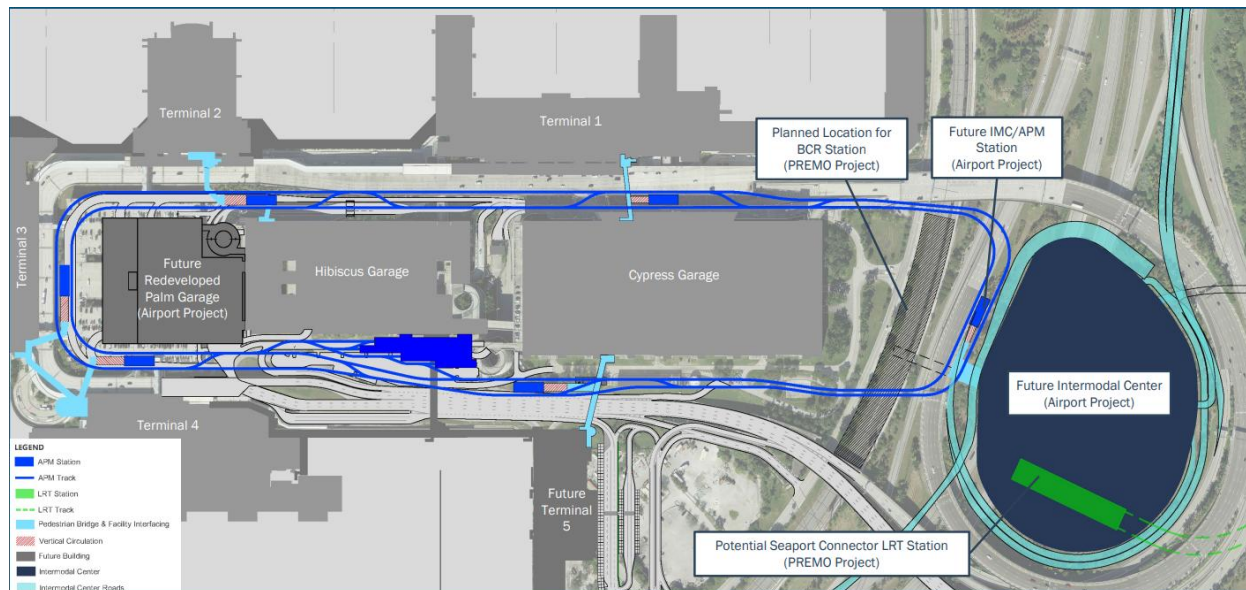 Terminal 2
Terminal 1
Planned Location for
BCR Station
(PREMO Project)
Future IMC/APM
Station
(Airport Project)
Terminal 3
Future
Redeveloped
Palm Garage
(Airport Project)
Hibiscus Garage
Cypress Garage
Future Intermodal Center
(Airport Project)
Terminal 4
Future
Terminal
5
Potential Seaport Connector LRT Station
(PREMO Project)
LEGEND
APM Station
APM Track
LRT Station
LRT Track
Pedestrian Bridge & Facility Interfacing
Vertical Circulation
Future Building
Intermodal Center
Intermodal Center Roads